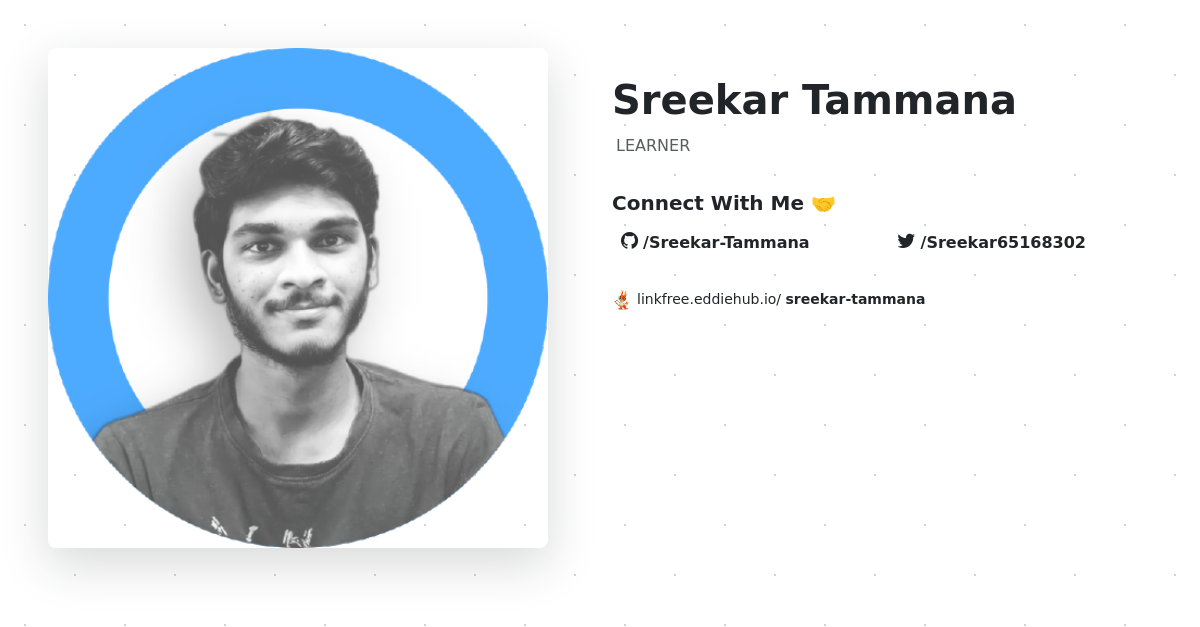 Sreekar Tammana
LEARNER
Connect With Me 🤝
/Sreekar-Tammana
/Sreekar65168302
linkfree.eddiehub.io/ sreekar-tammana